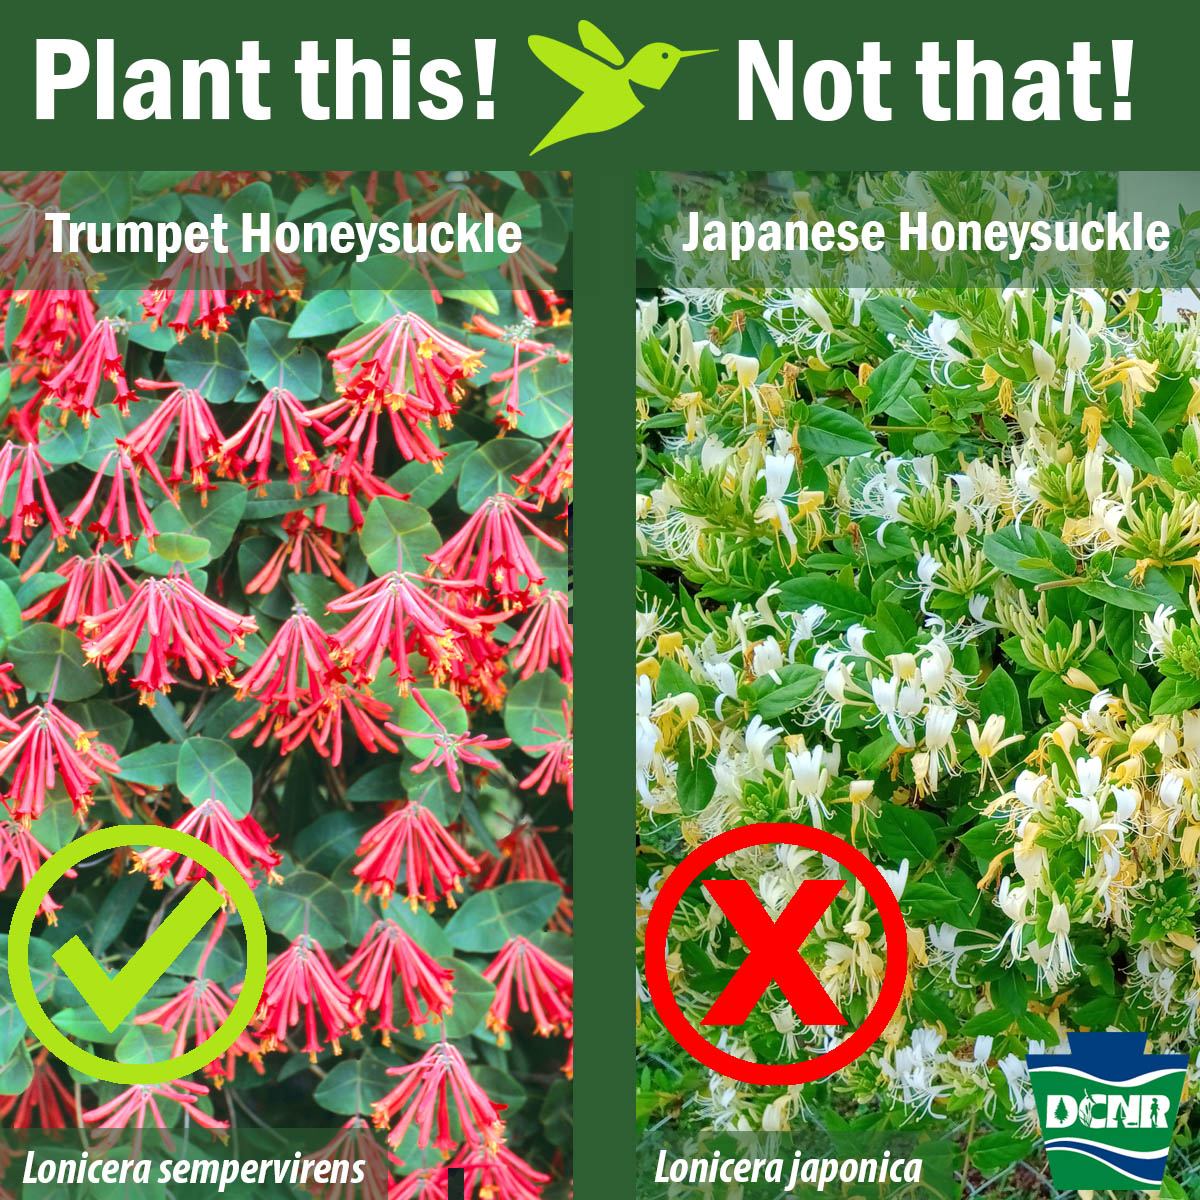 Plant this! Not that!
Trumpet Honeysuckle
Japanese Honeysuckle
Lonicera sempervirens
Lonicera japonica
DCNR